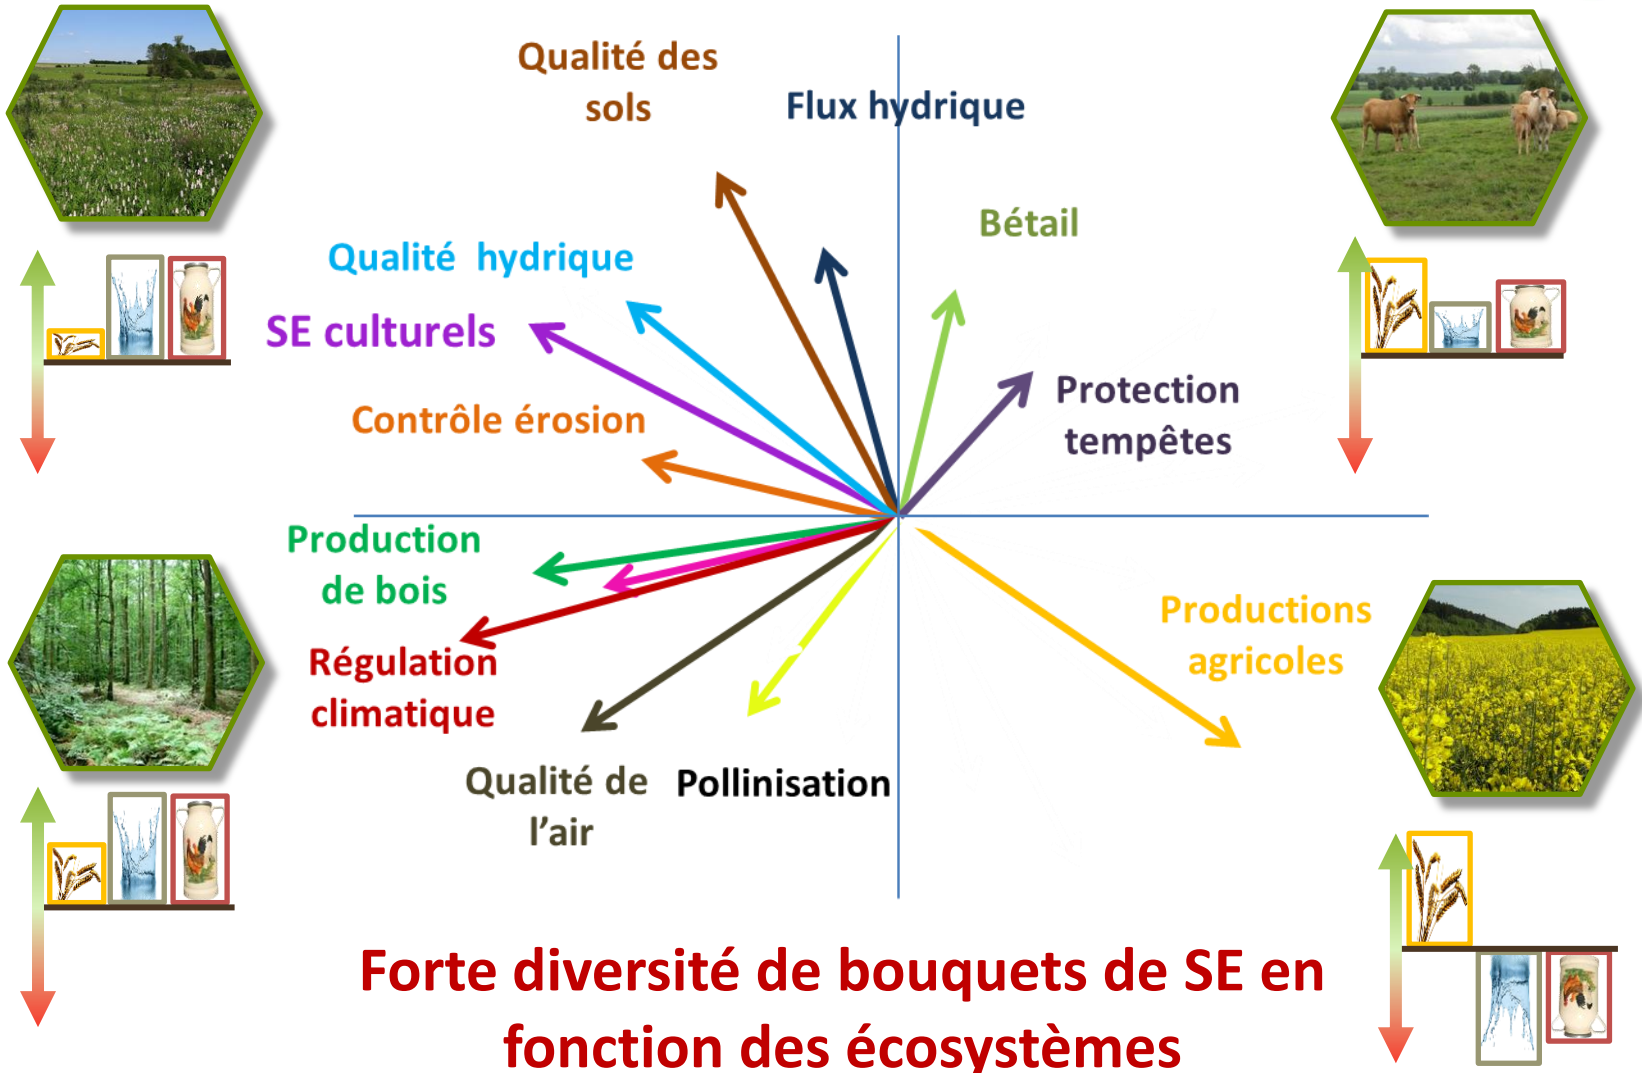 Qualité des
sols
Flux hydrique
Bétail
Qualité hydrique
SE culturels
Protection
tempêtes
Contrôle érosion
Production
de bois
Productions
agricoles
Régulation
climatique
Qualité de
l’air
Pollinisation
Forte diversité de bouquets de SE en
fonction des écosystèmes